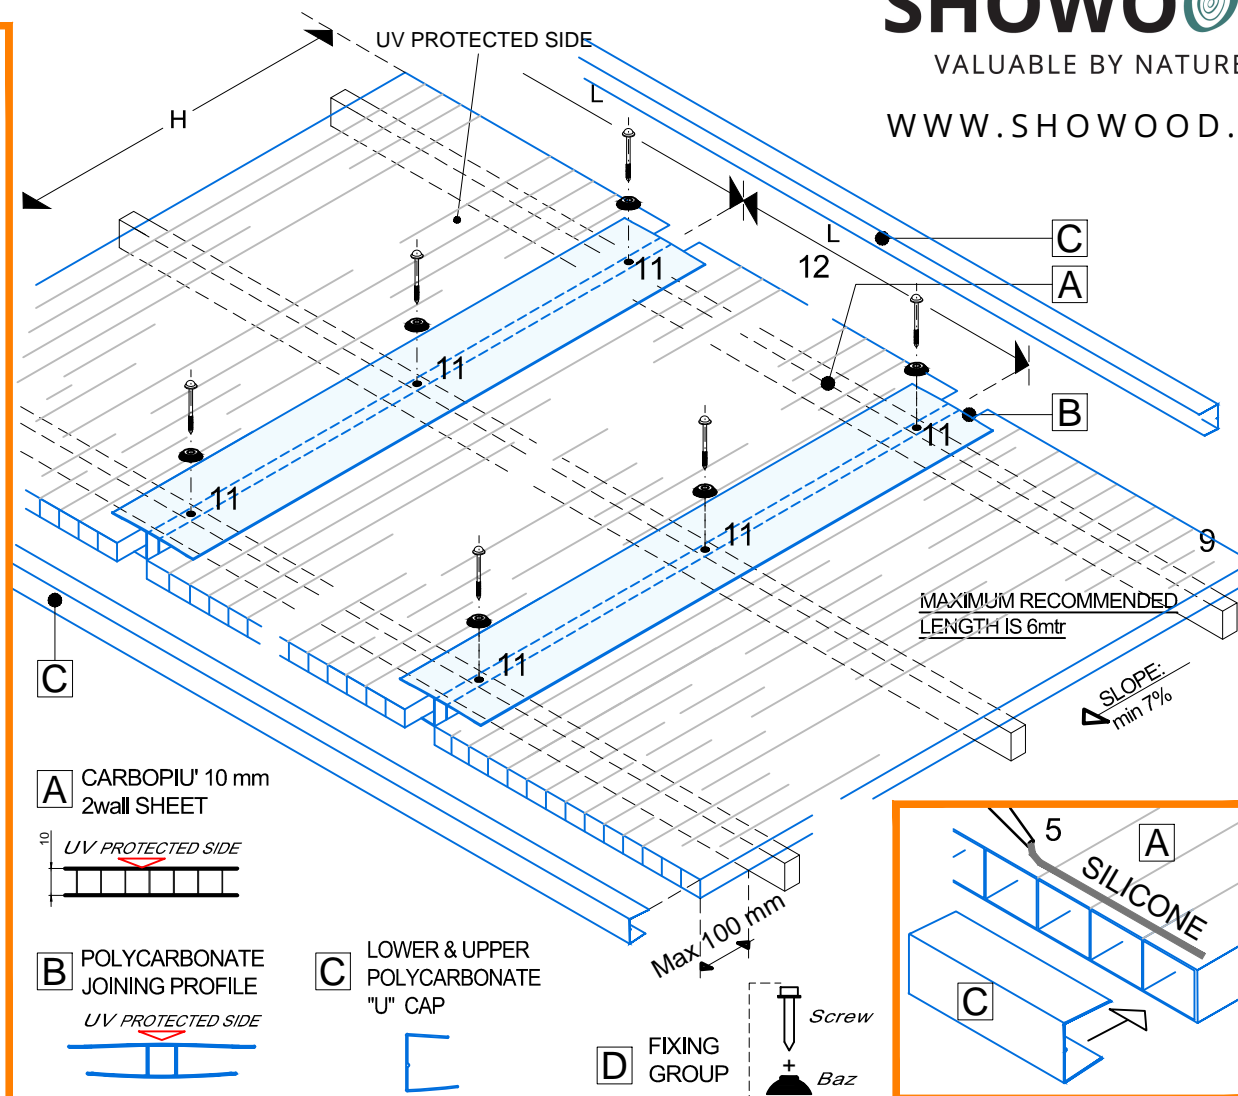 SHOWO
VALUABLE BY NATURE
WWW.SHOWOOD.
UV PROTECTED SIDE
H
L
L
12
C
A
B
11
11
11
11
11
11
9
MAXIMUM RECOMMENDED
LENGTH IS 6mtr
SLOPE:
min 7%
C
Max 100 mm
A
CARBOPIU' 10 mm
2wall SHEET
10
UV PROTECTED SIDE
B
POLYCARBONATE
JOINING PROFILE
UV PROTECTED SIDE
C
LOWER & UPPER
POLYCARBONATE
"U" CAP
D
FIXING
GROUP
Screw
+
Baz
5
A
SILICONE
C